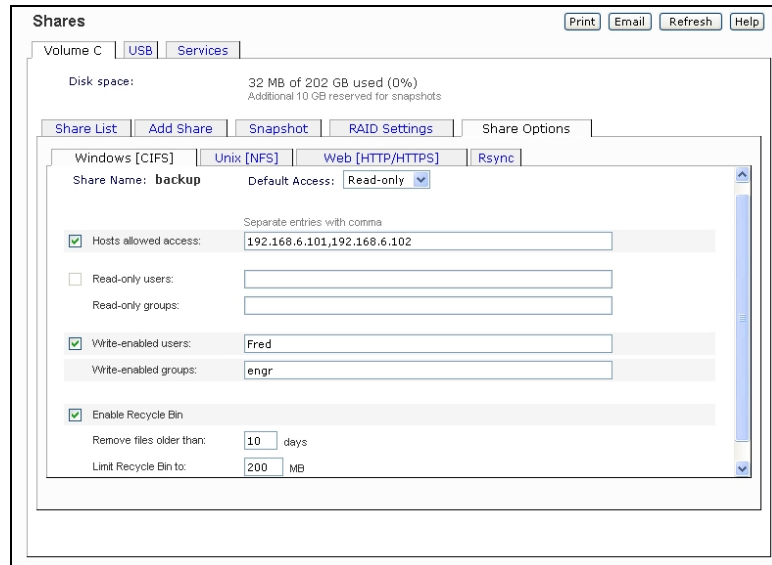 Shares
Print Email Refresh Help
Volume C USB Services
Disk space: 32 MB of 202 GB used (0%)
Additional 10 GB reserved for snapshots
Share List Add Share Snapshot RAID Settings Share Options
Windows [CIFS] Unix [NFS] Web [HTTP/HTTPS] Rsync
Share Name: backup Default Access: Read-only
Separate entries with comma
Hosts allowed access: 192.168.6.101,192.168.6.102
Read-only users:
Read-only groups:
Write-enabled users: Fred
Write-enabled groups: engr
Enable Recycle Bin
Remove files older than: 10 days
Limit Recycle Bin to: 200 MB